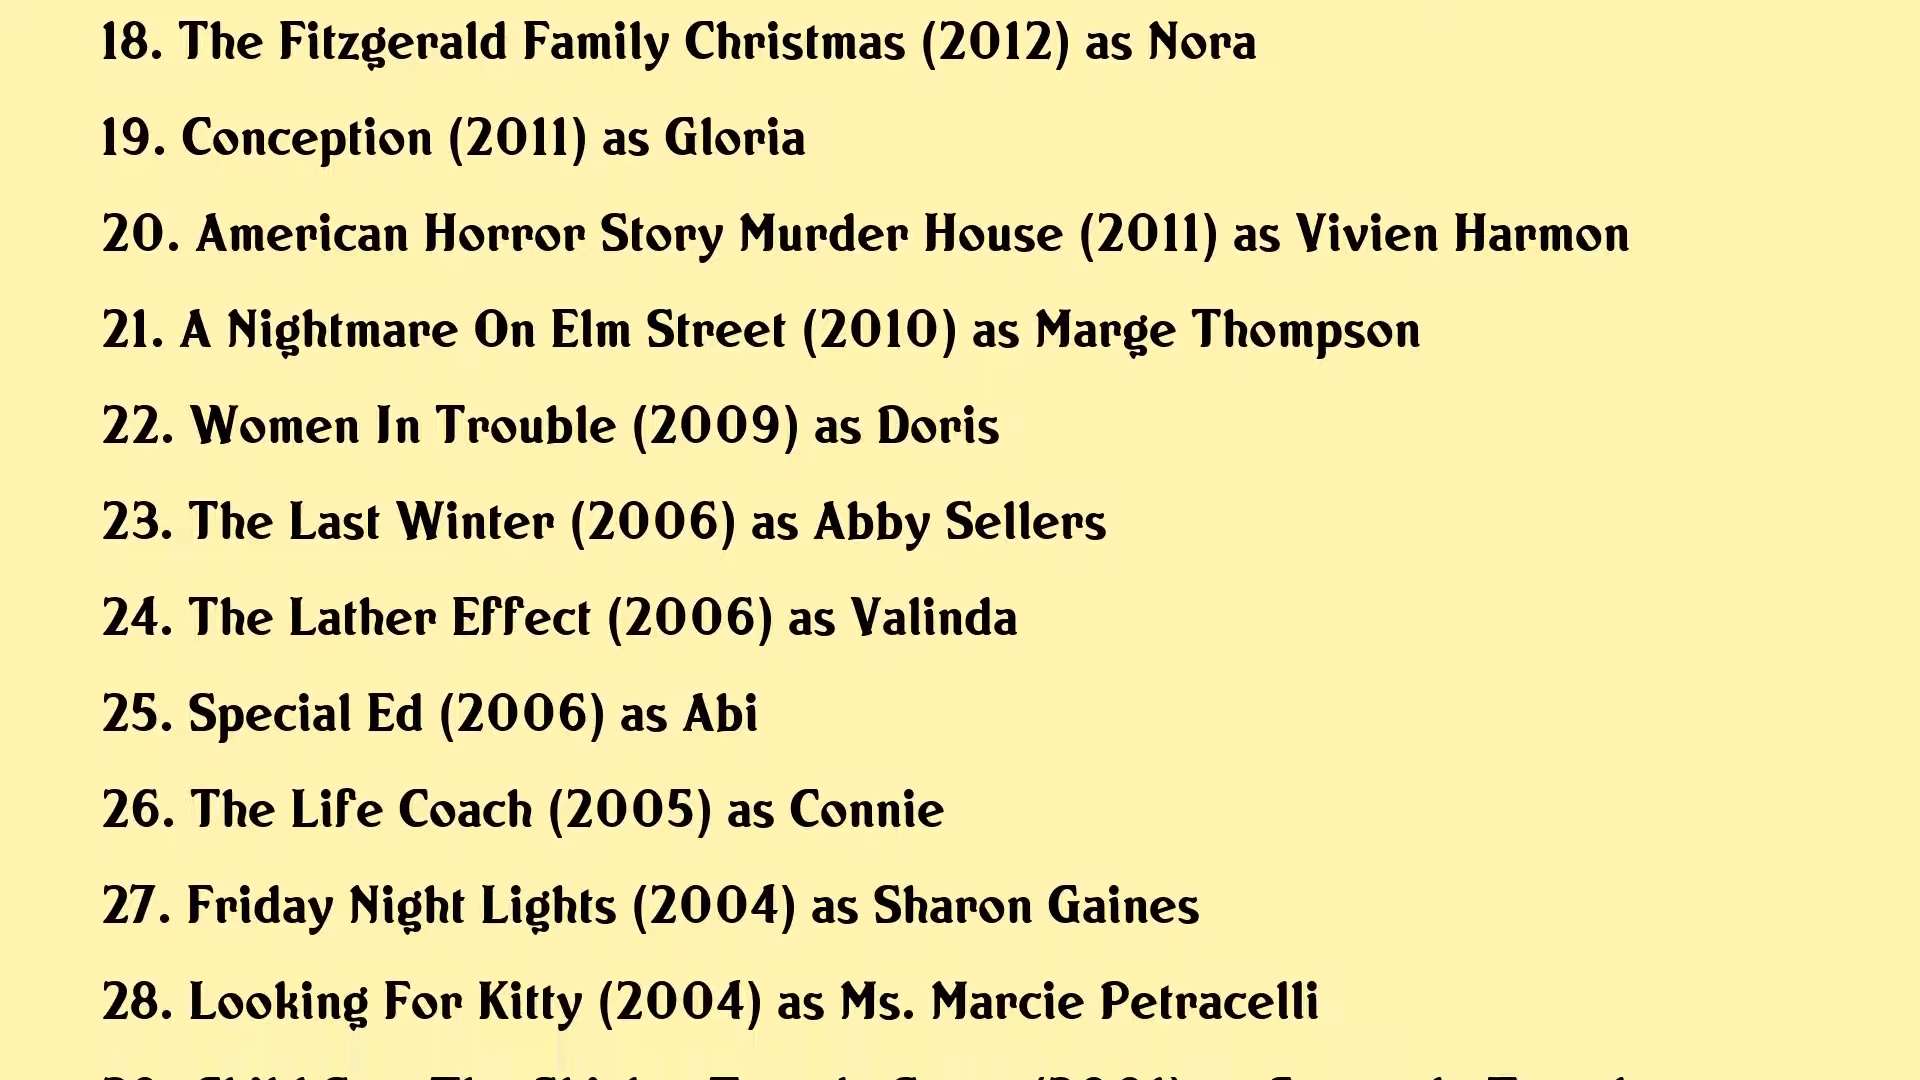 18. The Fitzgerald Family Christmas (2012) as Nora
19. Conception (2011) as Gloria
20. American Horror Story Murder House (2011) as Vivien Harmon
21. A Nightmare On Elm Street (2010) as Marge Thompson
22. Women In Trouble (2009) as Doris
23. The Last Winter (2006) as Abby Sellers
24. The Lather Effect (2006) as Valinda
25. Special Ed (2006) as Abi
26. The Life Coach (2005) as Connie
27. Friday Night Lights (2004) as Sharon Gaines
28. Looking For Kitty (2004) as Ms. Marcie Petracelli